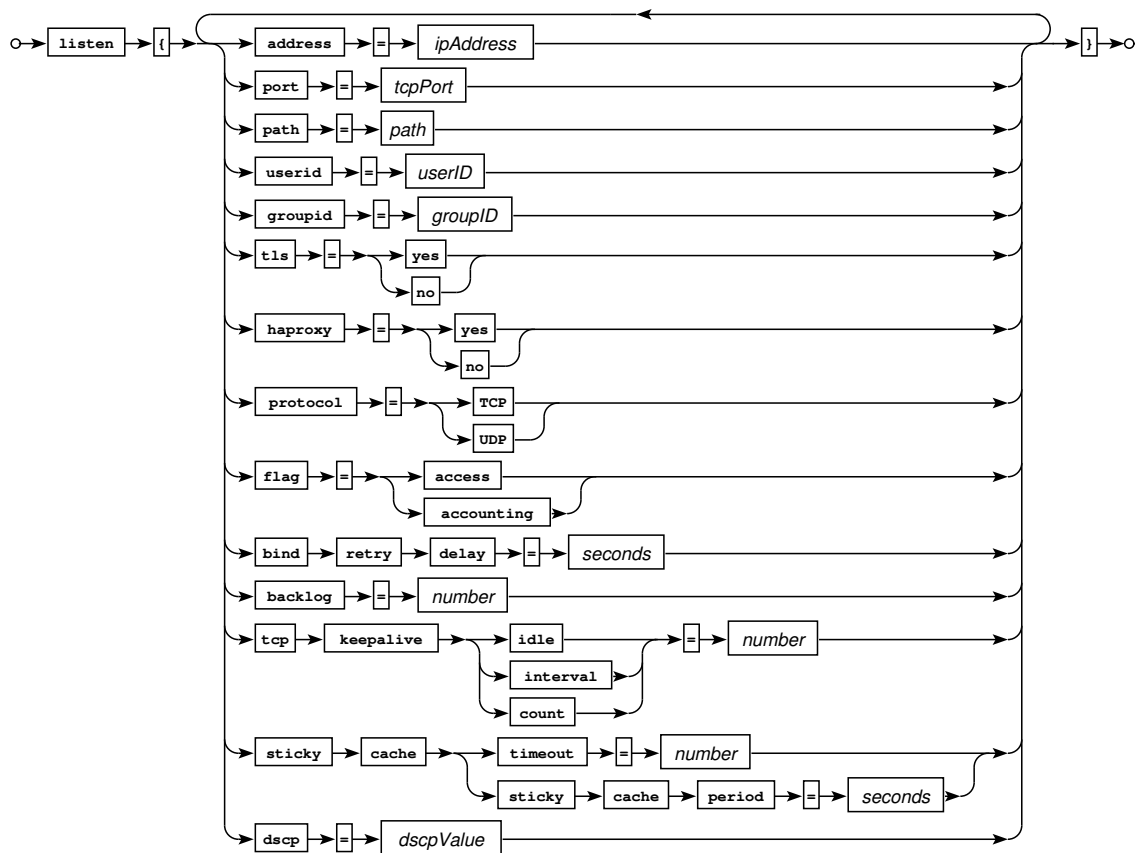 listen { address = ipAddress }
port = tcpPort
path = path
userid = userID
groupid = groupID
tls = yes
no
haproxy = yes
no
protocol = TCP
UDP
flag = access
accounting
bind retry delay = seconds
backlog = number
tcp keepalive idle = number
interval
count
sticky cache timeout = number
sticky cache period = seconds
dscp = dscpValue